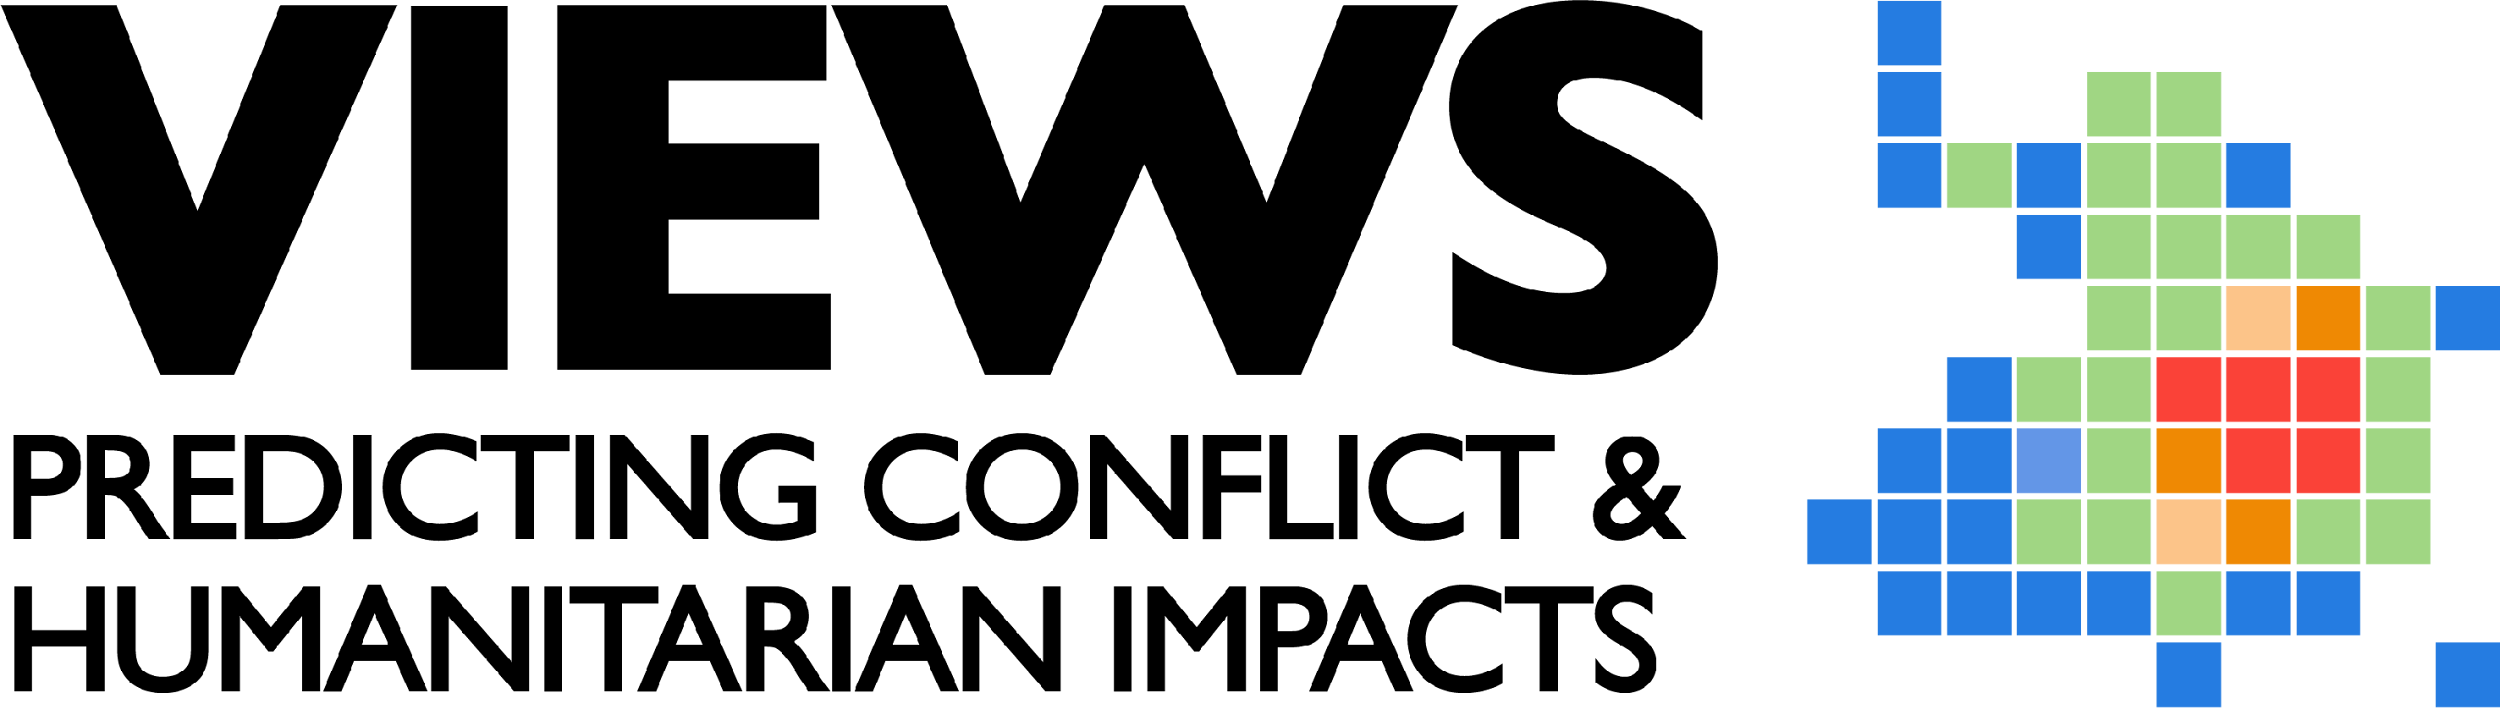 VIEWS
PREDICTING CONFLICT &
HUMANITARIAN IMPACTS